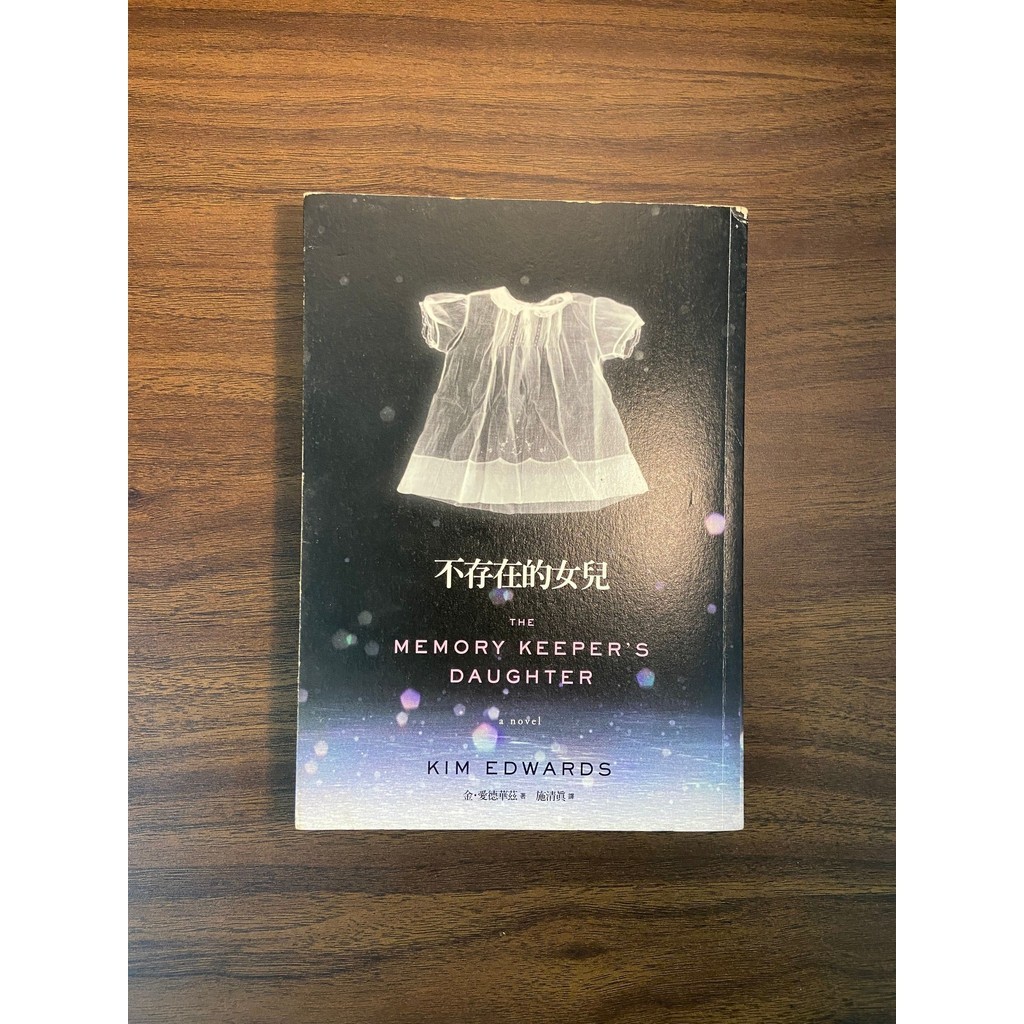 不存在的女兒
THE
MEMORY KEEPER'S
DAUGHTER
a novel
KIM EDWARDS
金·愛德華茲 著 施清真 譯